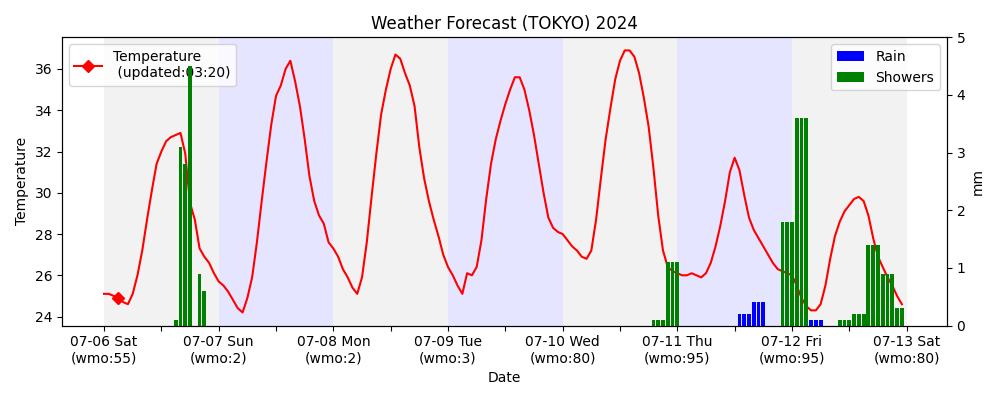 Weather Forecast (TOKYO) 2024
Temperature
(updated:03:20)
Rain
Showers
36
34
32
30
28
26
24
Temperature
5
4
3
2
1
0
mm
07-06 Sat
(wmo:55)
07-07 Sun
(wmo:2)
07-08 Mon
(wmo:2)
07-09 Tue
(wmo:3)
07-10 Wed
(wmo:80)
07-11 Thu
(wmo:95)
07-12 Fri
(wmo:95)
07-13 Sat
(wmo:80)
Date